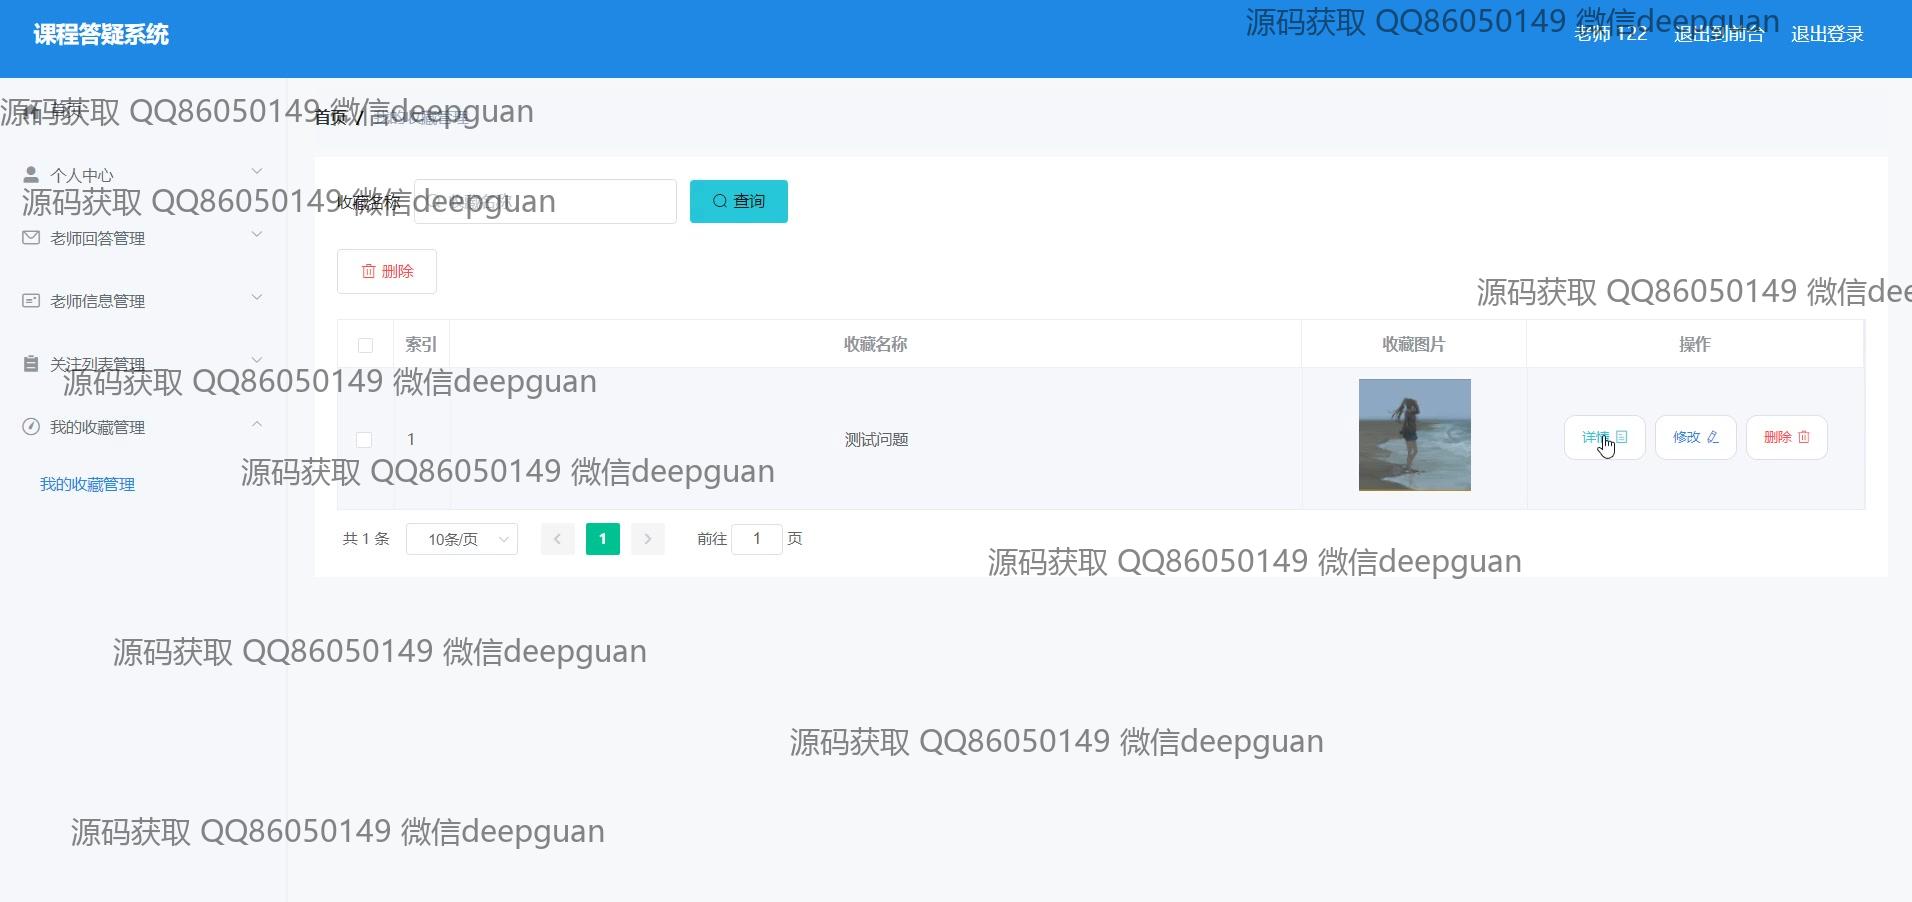 课程答疑系统
源码获取 QQ86050149 微信deepguan
老师 122 退出到前台 退出登录
源码获取 QQ86050149 微信deepguan
首页
首页 / 我的收藏管理
个人中心
源码获取 QQ86050149 微信deepguan
收藏名称 收藏名称 查询
老师回答管理
删除
源码获取 QQ86050149 微信dee
老师信息管理
索引 收藏名称 收藏图片 操作
关注列表管理
源码获取 QQ86050149 微信deepguan
我的收藏管理
1 测试问题 详情 修改 删除
源码获取 QQ86050149 微信deepguan
我的收藏管理
共 1 条 10条/页 1 前往 1 页
源码获取 QQ86050149 微信deepguan
源码获取 QQ86050149 微信deepguan
源码获取 QQ86050149 微信deepguan
源码获取 QQ86050149 微信deepguan